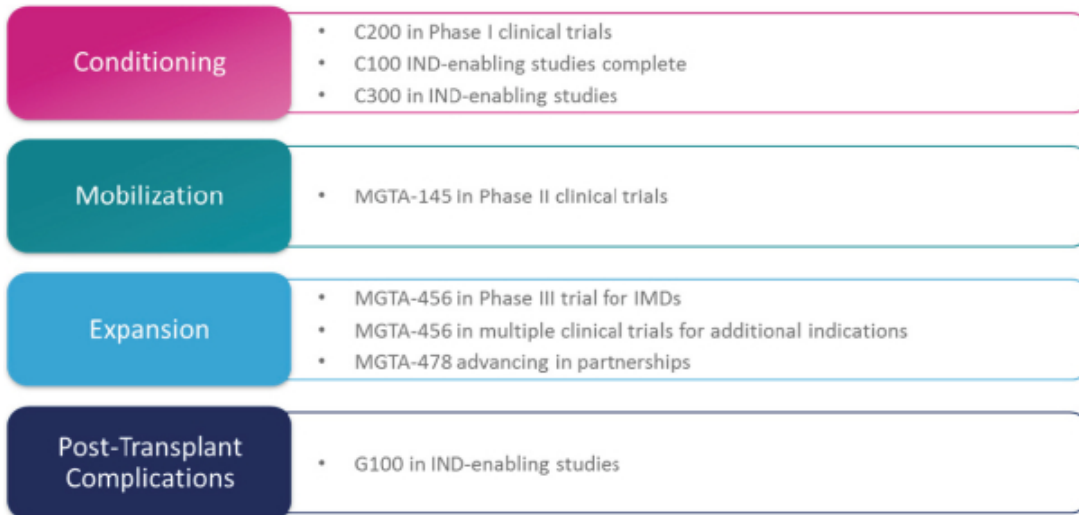 Conditioning
• C200 in Phase I clinical trials
• C100 IND-enabling studies complete
• C300 in IND-enabling studies
Mobilization
• MGTA-145 in Phase II clinical trials
Expansion
• MGTA-456 in Phase III trial for IMDs
• MGTA-456 in multiple clinical trials for additional indications
• MGTA-478 advancing in partnerships
Post-Transplant
Complications
• G100 in IND-enabling studies